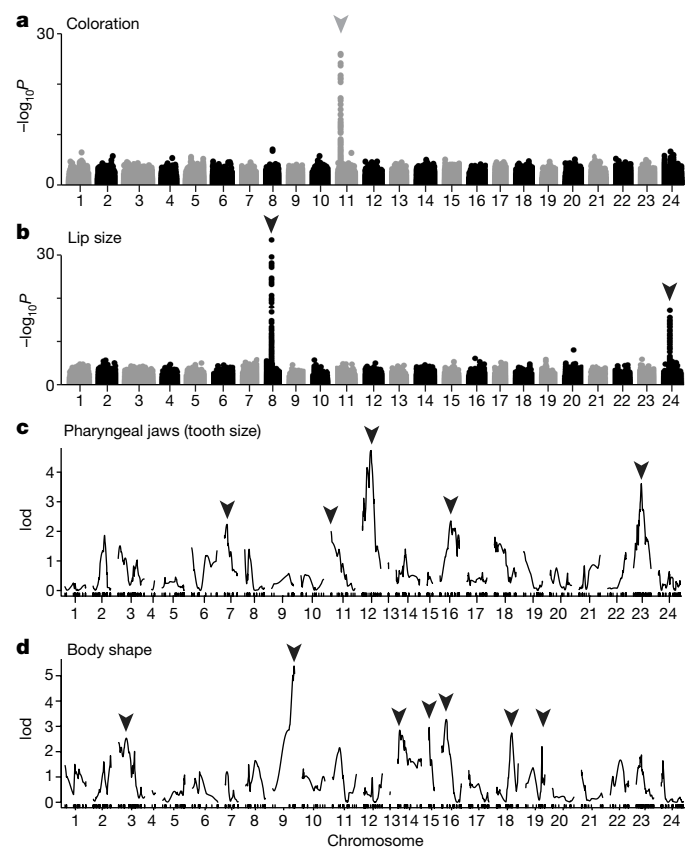 a Coloration
30
0
–log10P
1 2 3 4 5 6 7 8 9 10 11 12 13 14 15 16 17 18 19 20 21 22 23 24
b Lip size
30
0
–log10P
1 2 3 4 5 6 7 8 9 10 11 12 13 14 15 16 17 18 19 20 21 22 23 24
c Pharyngeal jaws (tooth size)
4
3
2
1
0
lod
1 2 3 4 5 6 7 8 9 10 11 12 13 14 15 16 17 18 19 20 21 22 23 24
d Body shape
5
4
3
2
1
0
lod
1 2 3 4 5 6 7 8 9 10 11 12 13 14 15 16 17 18 19 20 21 22 23 24
Chromosome